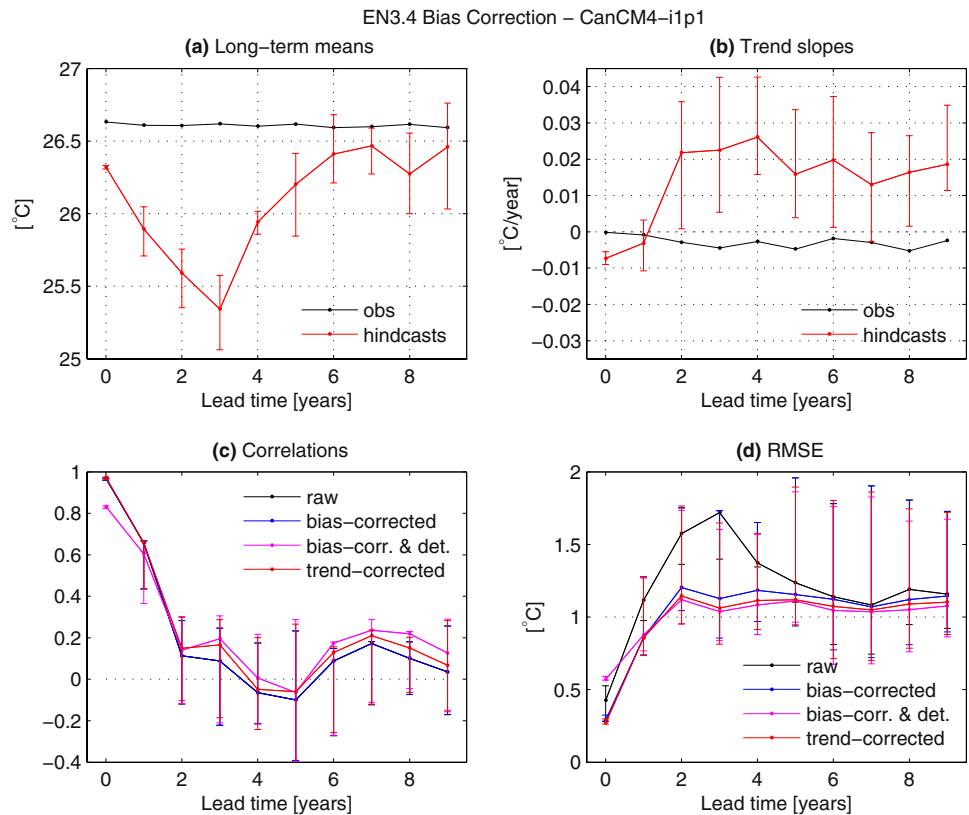 EN3.4 Bias Correction − CanCM4−i1p1
(a) Long−term means
27
26.5
26
25.5
25
[°C]
obs
hindcasts
0 2 4 6 8
Lead time [years]
(b) Trend slopes
0.04
0.03
0.02
0.01
0
−0.01
−0.02
−0.03
[°C/year]
obs
hindcasts
0 2 4 6 8
Lead time [years]
(c) Correlations
1
0.8
0.6
0.4
0.2
0
−0.2
−0.4
raw
bias−corrected
bias−corr. & det.
trend−corrected
0 2 4 6 8
Lead time [years]
(d) RMSE
2
1.5
1
0.5
0
[°C]
raw
bias−corrected
bias−corr. & det.
trend−corrected
0 2 4 6 8
Lead time [years]